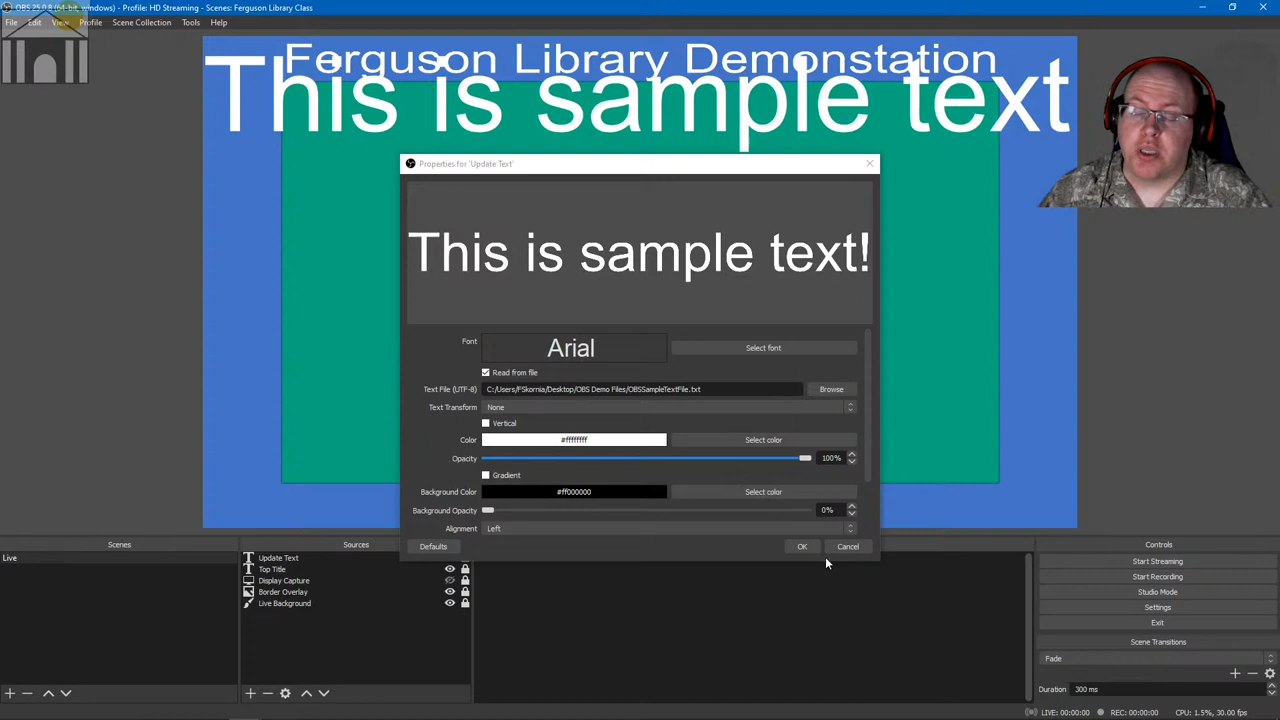 OBS 25.0.8 (64-bit, windows) - Profile: HD Streaming - Scenes: Ferguson Library Class
File Edit View Profile Scene Collection Tools Help
Ferguson Library Demonstation
This is sample text
Properties for 'Update Text'
This is sample text!
Font Arial Select font
Read from file
Text File (UTF-8) C:/Users/FSkornia/Desktop/OBS Demo Files/OBSSampleTextFile.txt Browse
Text Transform None
Vertical
Color #ffffffff Select color
Opacity 100%
Gradient
Background Color #ff000000 Select color
Background Opacity 0%
Alignment Left
Defaults OK Cancel
Scenes
Live
Sources
Update Text
Top Title
Display Capture
Border Overlay
Live Background
Controls
Start Streaming
Start Recording
Studio Mode
Settings
Exit
Scene Transitions
Fade
Duration 300 ms
LIVE: 00:00:00 REC: 00:00:00 CPU: 1.5%, 30.00 fps